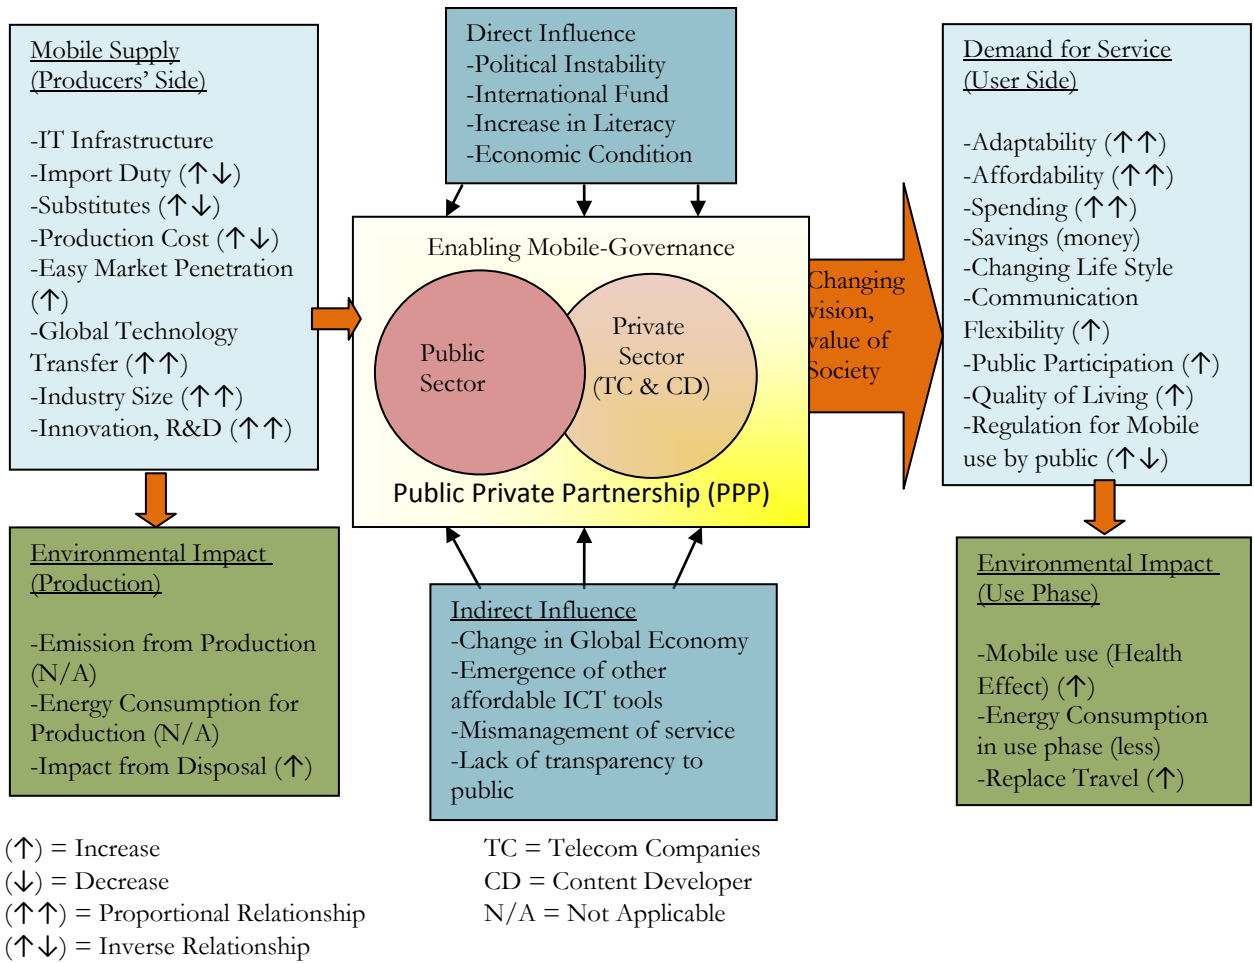 Mobile Supply
(Producers’ Side)
-IT Infrastructure
-Import Duty (↑↓)
-Substitutes (↑↓)
-Production Cost (↑↓)
-Easy Market Penetration
(↑)
-Global Technology
Transfer (↑↑)
-Industry Size (↑↑)
-Innovation, R&D (↑↑)
Direct Influence
-Political Instability
-International Fund
-Increase in Literacy
-Economic Condition
Enabling Mobile-Governance
Public
Sector
Private
Sector
(TC & CD)
Public Private Partnership (PPP)
Changing
vision,
value of
Society
Demand for Service
(User Side)
-Adaptability (↑↑)
-Affordability (↑↑)
-Spending (↑↑)
-Savings (money)
-Changing Life Style
-Communication
Flexibility (↑)
-Public Participation (↑)
-Quality of Living (↑)
-Regulation for Mobile
use by public (↑↓)
Environmental Impact
(Production)
-Emission from Production
(N/A)
-Energy Consumption for
Production (N/A)
-Impact from Disposal (↑)
Indirect Influence
-Change in Global Economy
-Emergence of other
affordable ICT tools
-Mismanagement of service
-Lack of transparency to
public
Environmental Impact
(Use Phase)
-Mobile use (Health
Effect) (↑)
-Energy Consumption
in use phase (less)
-Replace Travel (↑)
(↑) = Increase
(↓) = Decrease
(↑↑) = Proportional Relationship
(↑↓) = Inverse Relationship
TC = Telecom Companies
CD = Content Developer
N/A = Not Applicable